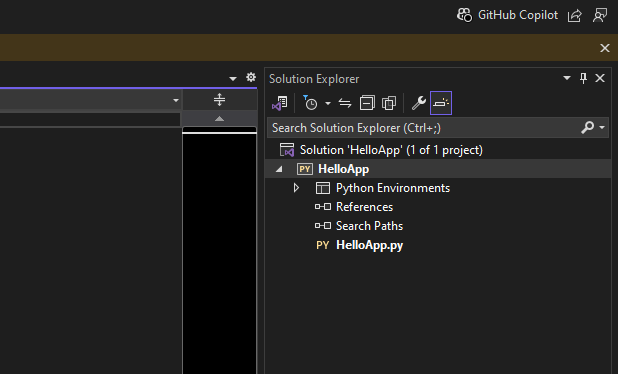 GitHub Copilot
Solution Explorer
Search Solution Explorer (Ctrl+;)
Solution 'HelloApp' (1 of 1 project)
PY HelloApp
Python Environments
References
Search Paths
PY HelloApp.py